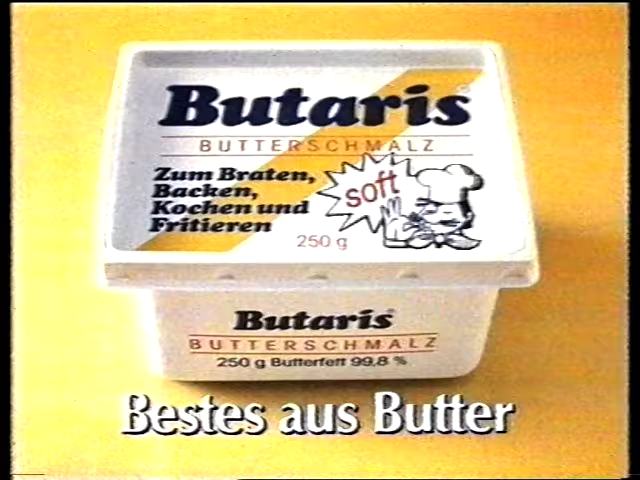 Butaris®
BUTTERSCHMALZ
Zum Braten,
Backen,
Kochen und
Fritieren
soft
250 g
Butaris®
BUTTERSCHMALZ
250 g Butterfett 99,8 %
Bestes aus Butter